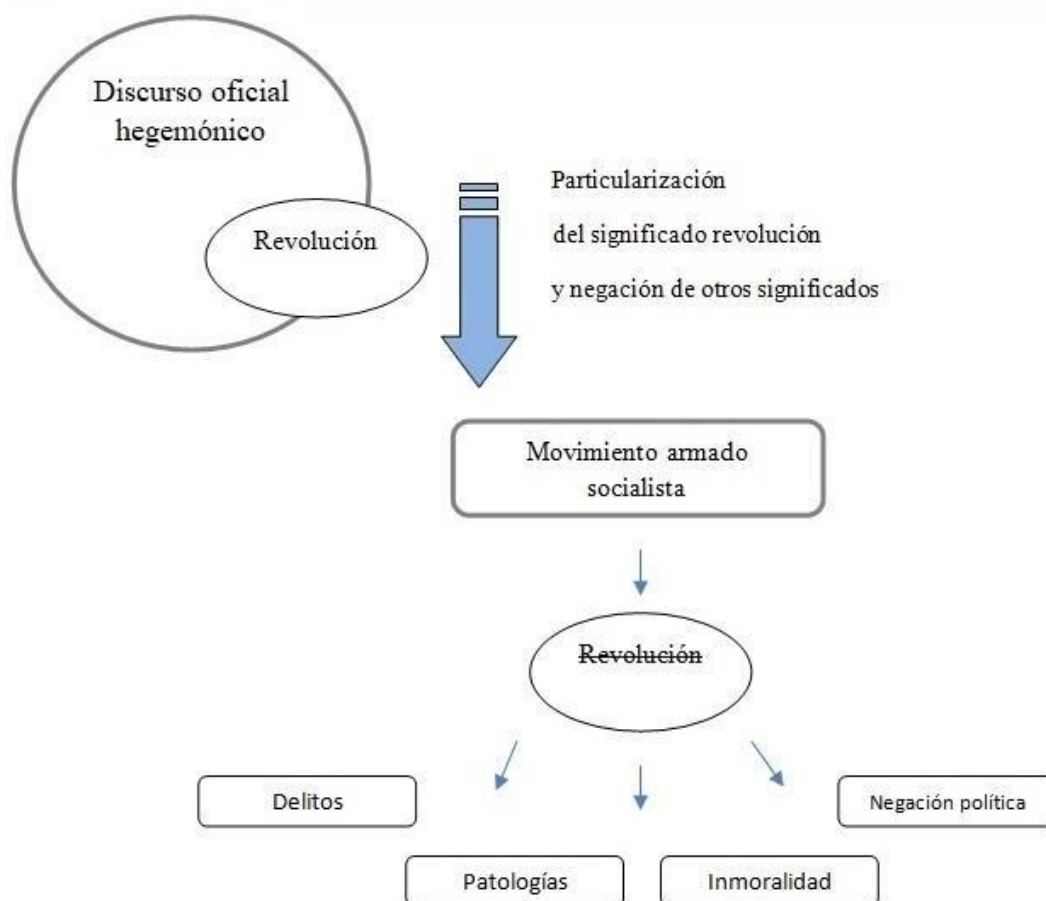 Discurso oficial
hegemónico
Revolución
Particularización
del significado revolución
y negación de otros significados
Movimiento armado
socialista
Revolución
Delitos
Negación política
Patologías
Inmoralidad